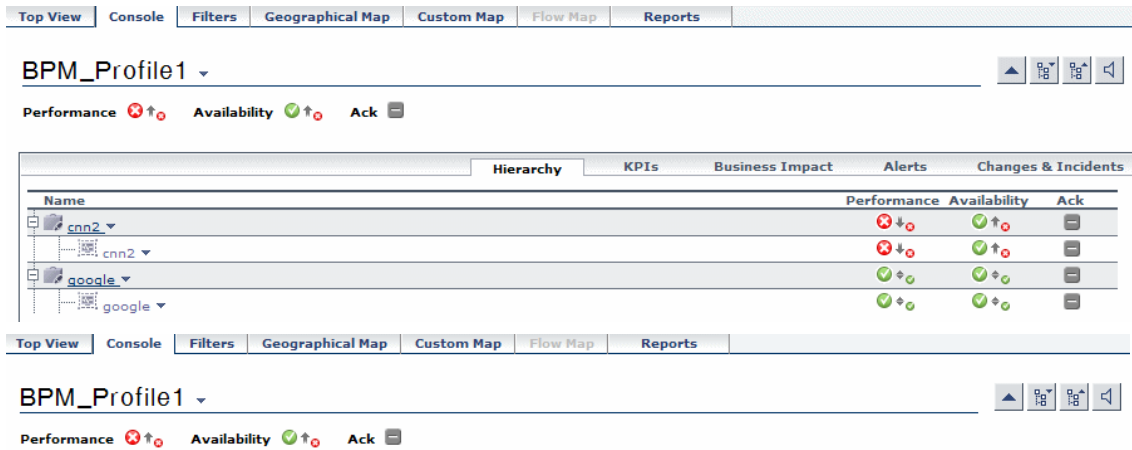 Top View Console Filters Geographical Map Custom Map Flow Map Reports
BPM_Profile1
Performance Availability Ack
Hierarchy KPIs Business Impact Alerts Changes & Incidents
Name Performance Availability Ack
cnn2
cnn2
google
google
Top View Console Filters Geographical Map Custom Map Flow Map Reports
BPM_Profile1
Performance Availability Ack